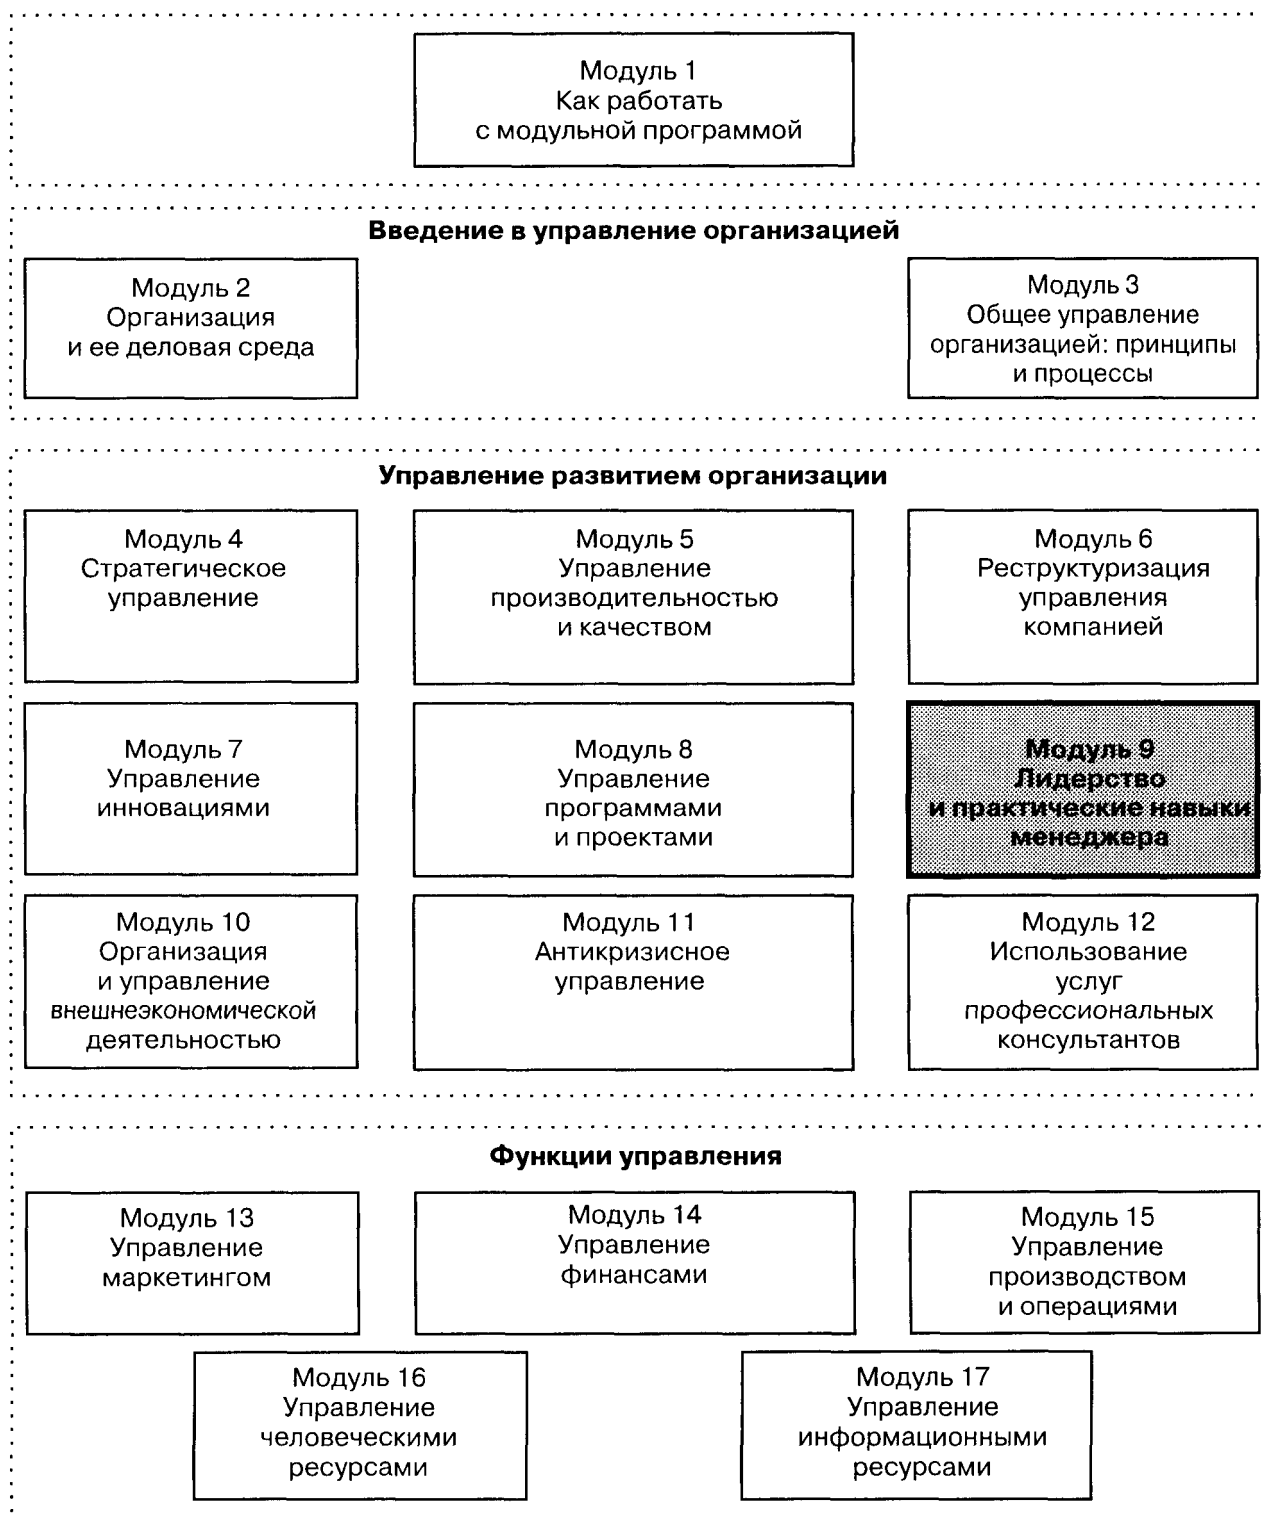 Модуль 1
Как работать
с модульной программой
Введение в управление организацией
Модуль 2
Организация
и ее деловая среда
Модуль 3
Общее управление
организацией: принципы
и процессы
Управление развитием организации
Модуль 4
Стратегическое
управление
Модуль 5
Управление
производительностью
и качеством
Модуль 6
Реструктуризация
управления
компанией
Модуль 7
Управление
инновациями
Модуль 8
Управление
программами
и проектами
Модуль 9
Лидерство
и практические навыки
менеджера
Модуль 10
Организация
и управление
внешнеэкономической
деятельностью
Модуль 11
Антикризисное
управление
Модуль 12
Использование
услуг
профессиональных
консультантов
Функции управления
Модуль 13
Управление
маркетингом
Модуль 14
Управление
финансами
Модуль 15
Управление
производством
и операциями
Модуль 16
Управление
человеческими
ресурсами
Модуль 17
Управление
информационными
ресурсами